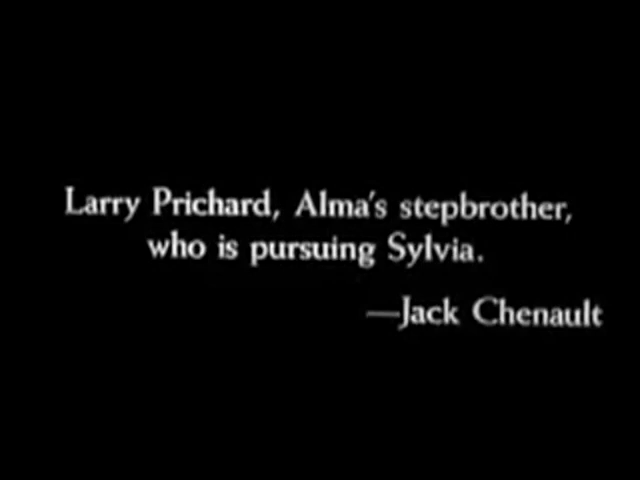 Larry Prichard, Alma's stepbrother,
who is pursuing Sylvia.
—Jack Chenault